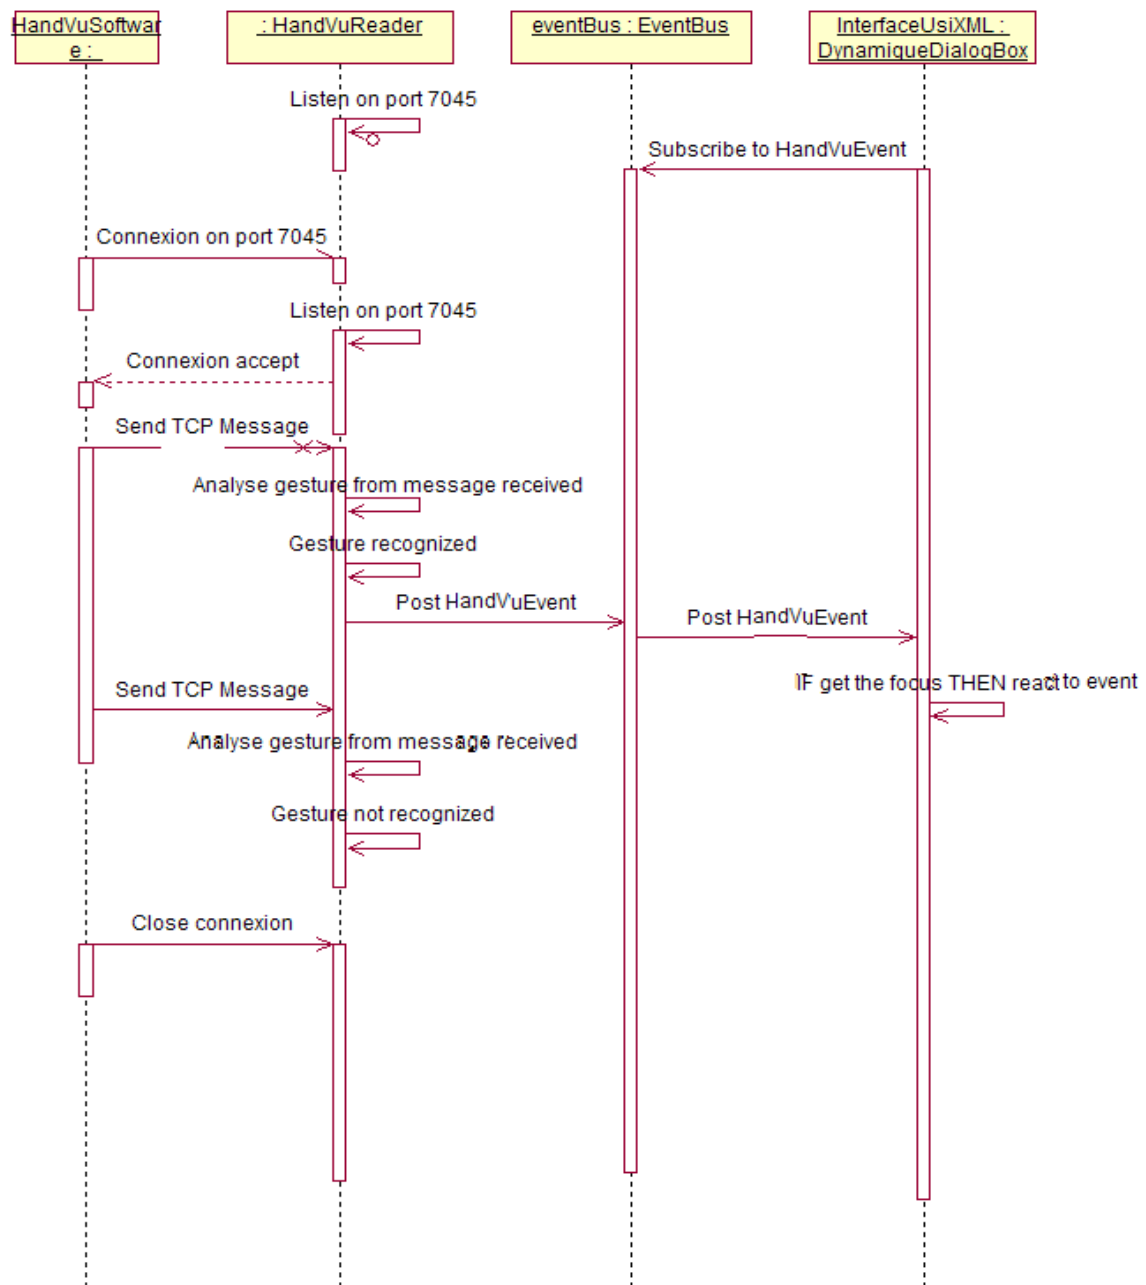 HandVuSoftwar
e :
: HandVuReader
eventBus : EventBus
InterfaceUsiXML :
DynamiqueDialogBox
Listen on port 7045
Subscribe to HandVuEvent
Connexion on port 7045
Listen on port 7045
Connexion accept
Send TCP Message
Analyse gesture from message received
Gesture recognized
Post HandVuEvent
Post HandVuEvent
IF get the focus THEN react to event
Send TCP Message
Analyse gesture from message received
Gesture not recognized
Close connexion